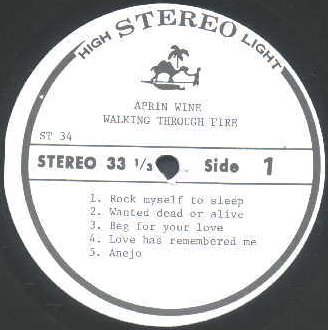 HIGH STEREO LIGHT
APRIN WINE
WALKING THROUGH FIRE
ST 34
STEREO 33 1/3 Side 1
1. Rock myself to sleep
2. Wanted dead or alive
3. Beg for your love
4. Love has remembered me
5. Anejo